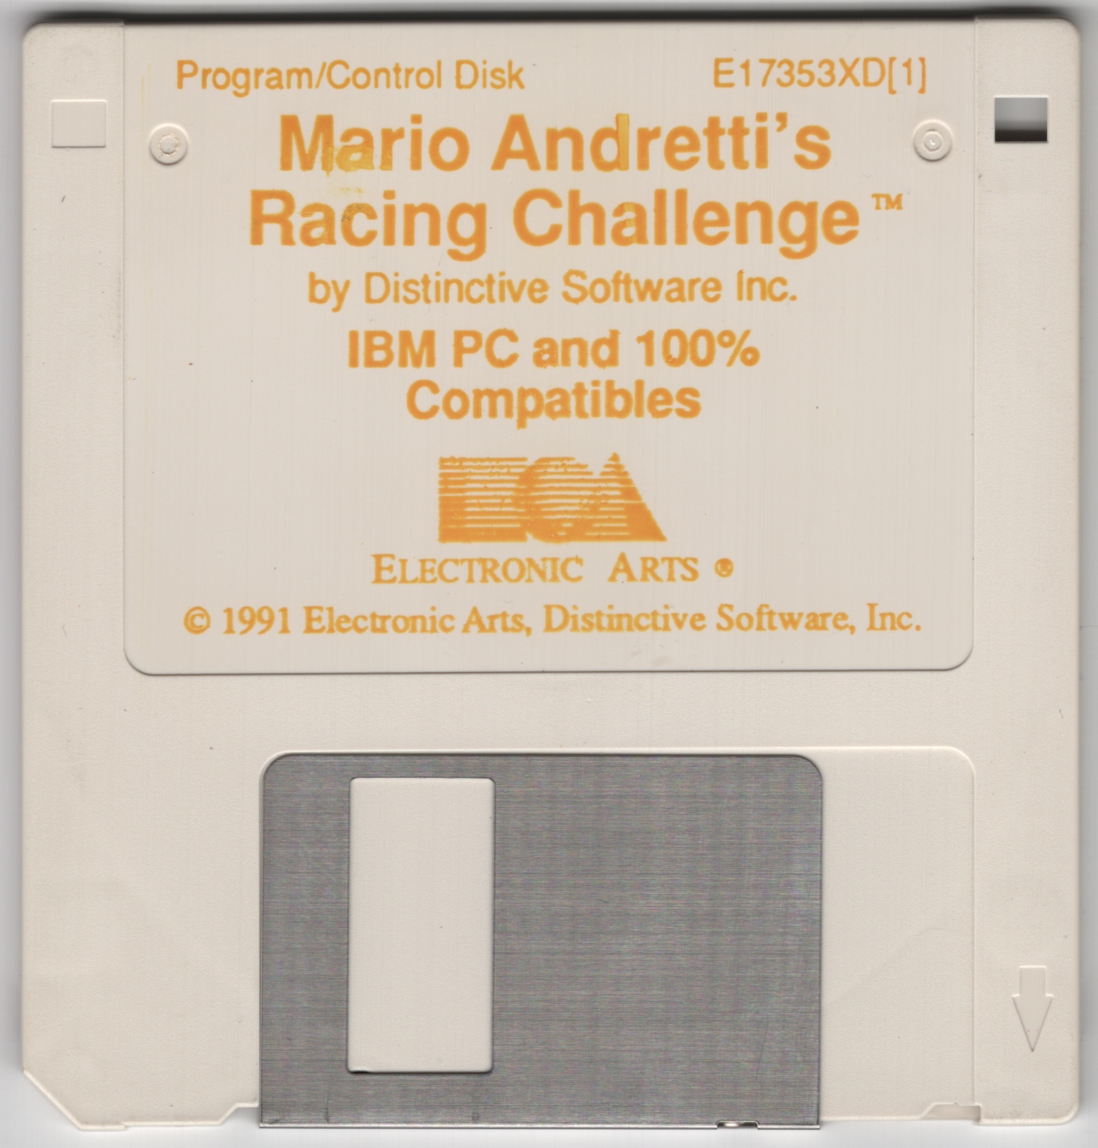 Program/Control Disk E17353XD[1]
Mario Andretti's
Racing Challenge™
by Distinctive Software Inc.
IBM PC and 100%
Compatibles
EOA
ELECTRONIC ARTS ®
© 1991 Electronic Arts, Distinctive Software, Inc.